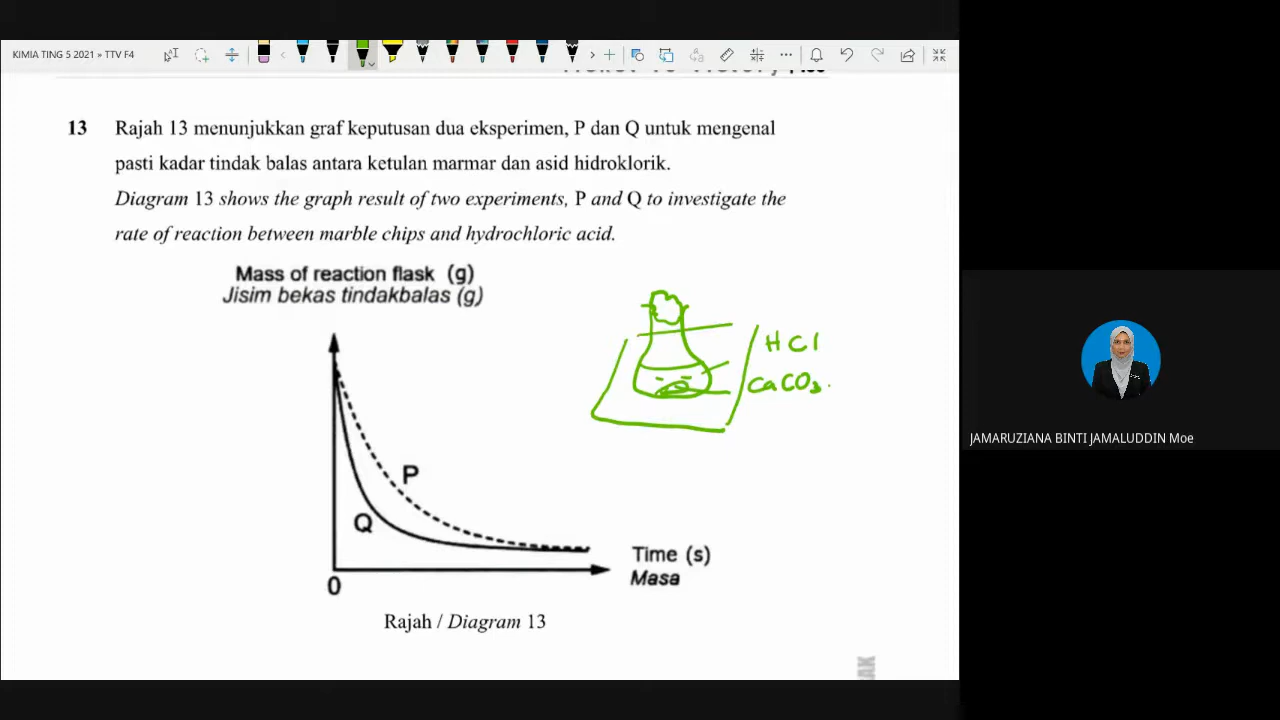 KIMIA TING 5 2021 » TTV F4
13 Rajah 13 menunjukkan graf keputusan dua eksperimen, P dan Q untuk mengenal
pasti kadar tindak balas antara ketulan marmar dan asid hidroklorik.
Diagram 13 shows the graph result of two experiments, P and Q to investigate the
rate of reaction between marble chips and hydrochloric acid.
Mass of reaction flask (g)
Jisim bekas tindakbalas (g)
HCl
CaCO3
P
Q
Time (s)
Masa
0
Rajah / Diagram 13
JAMARUZIANA BINTI JAMALUDDIN Moe